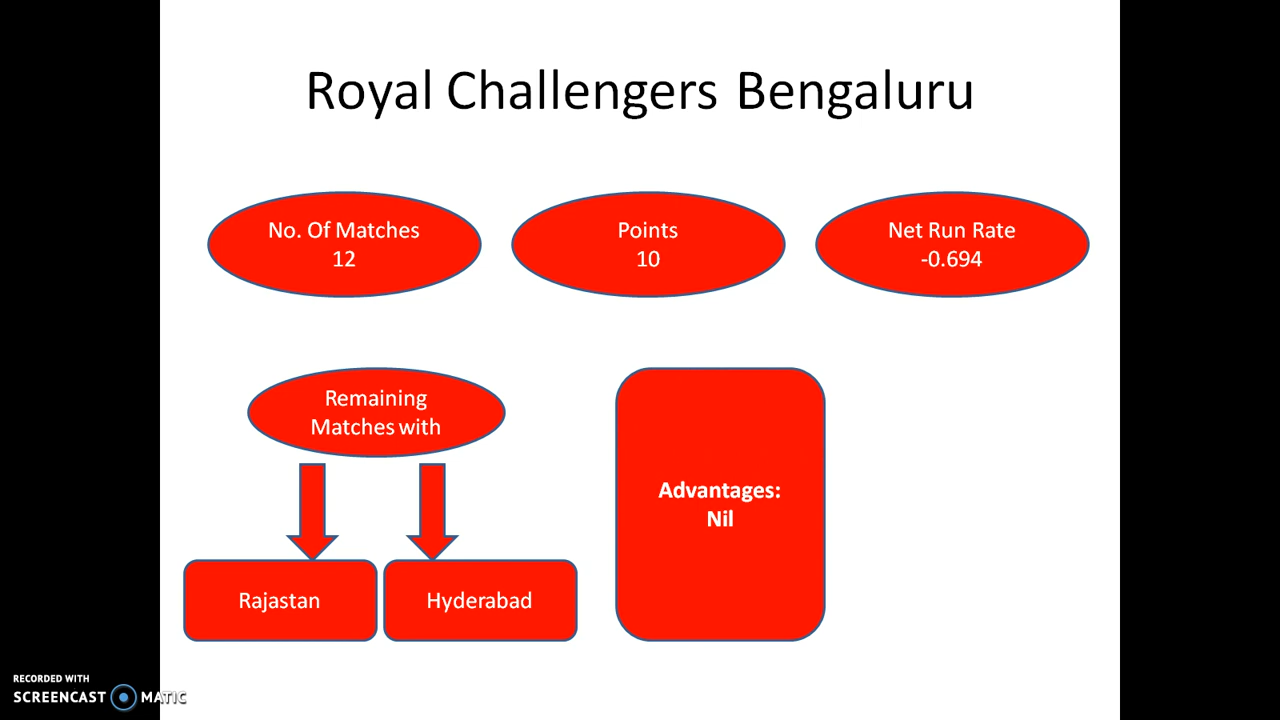 Royal Challengers Bengaluru
No. Of Matches
12
Points
10
Net Run Rate
-0.694
Remaining
Matches with
Advantages:
Nil
Rajastan
Hyderabad
RECORDED WITH
SCREENCAST MATIC